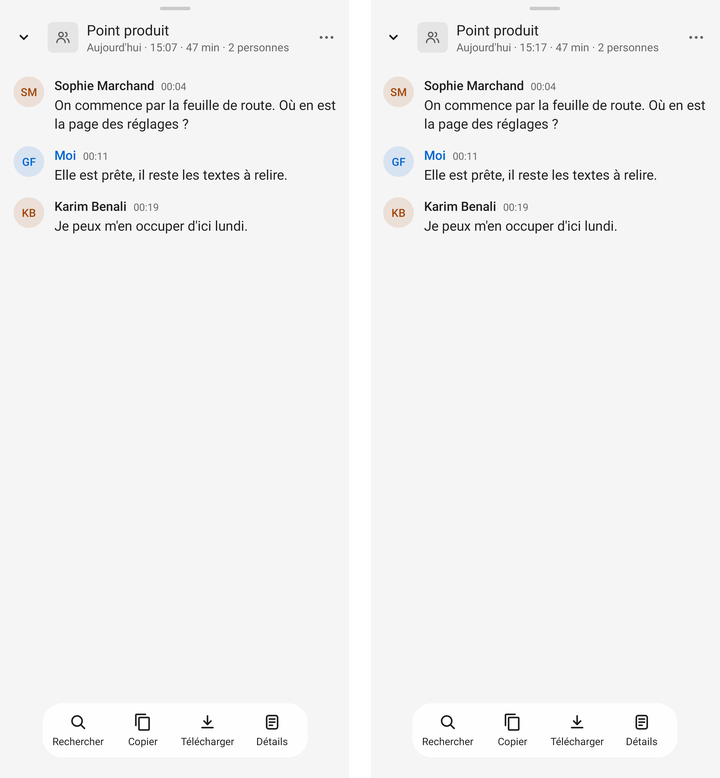 Point produit
Aujourd'hui · 15:07 · 47 min · 2 personnes
SM
Sophie Marchand 00:04
On commence par la feuille de route. Où en est
la page des réglages ?
GF
Moi 00:11
Elle est prête, il reste les textes à relire.
KB
Karim Benali 00:19
Je peux m'en occuper d'ici lundi.
Rechercher
Copier
Télécharger
Détails
Point produit
Aujourd'hui · 15:17 · 47 min · 2 personnes
SM
Sophie Marchand 00:04
On commence par la feuille de route. Où en est
la page des réglages ?
GF
Moi 00:11
Elle est prête, il reste les textes à relire.
KB
Karim Benali 00:19
Je peux m'en occuper d'ici lundi.
Rechercher
Copier
Télécharger
Détails